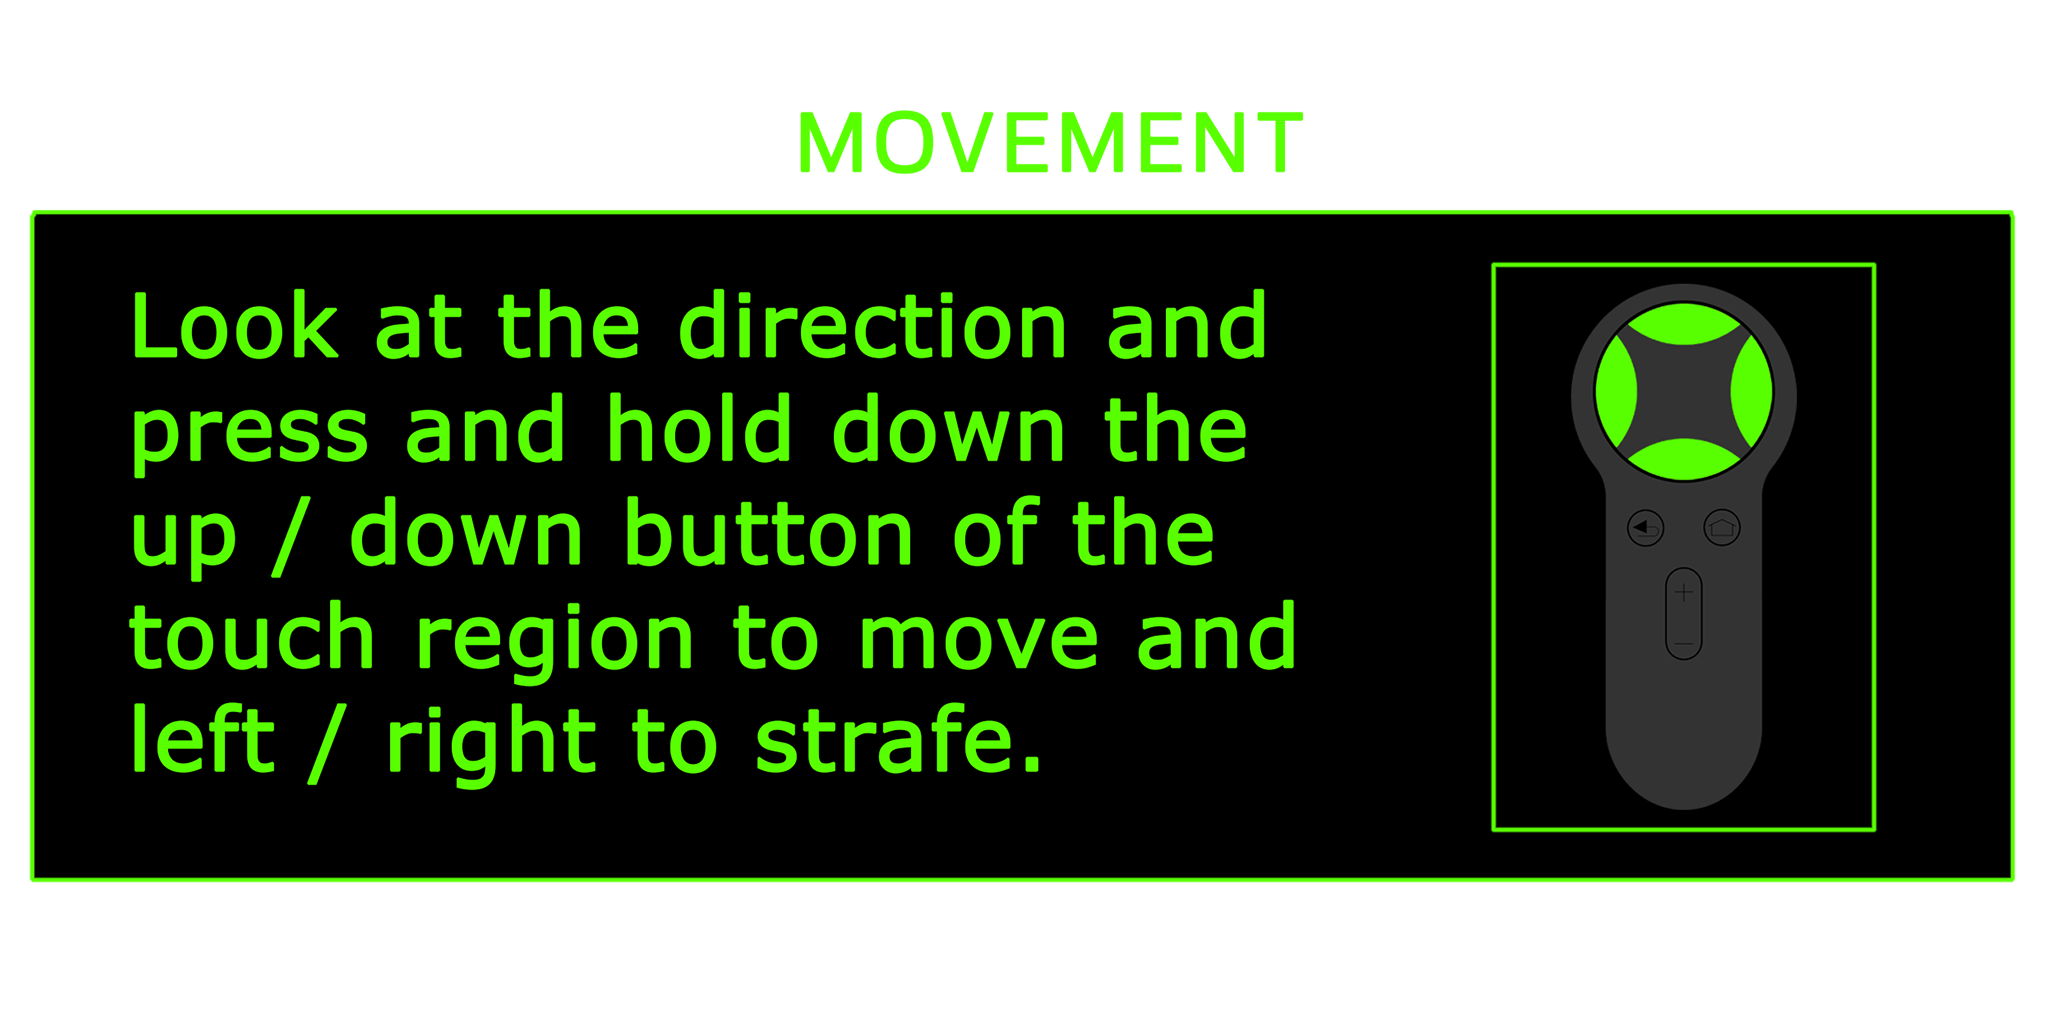 MOVEMENT
Look at the direction and
press and hold down the
up / down button of the
touch region to move and
left / right to strafe.
+
−